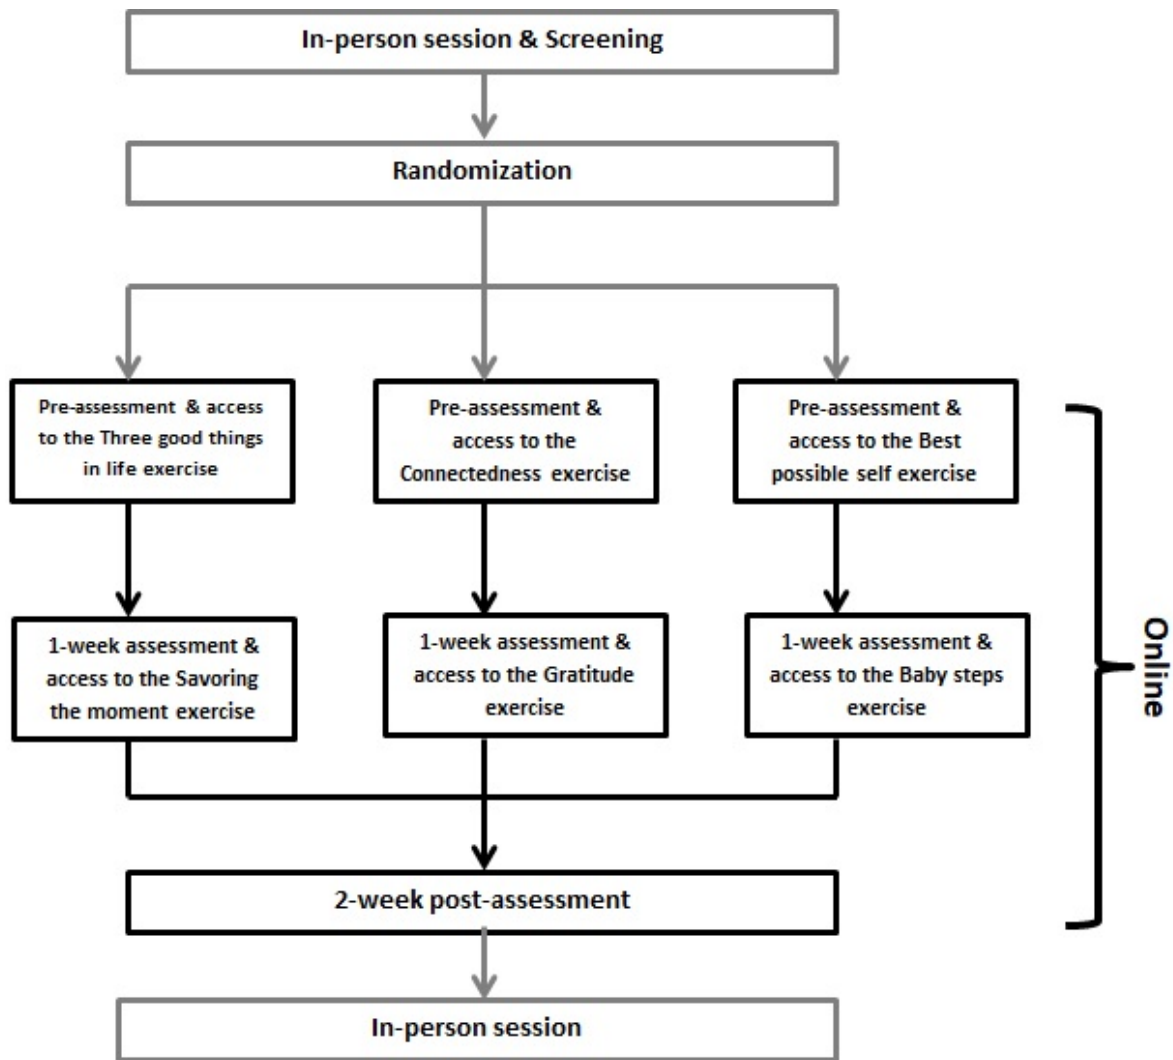 In-person session & Screening
Randomization
Pre-assessment & access
to the Three good things
in life exercise
Pre-assessment &
access to the
Connectedness exercise
Pre-assessment &
access to the Best
possible self exercise
1-week assessment &
access to the Savoring
the moment exercise
1-week assessment &
access to the Gratitude
exercise
1-week assessment &
access to the Baby steps
exercise
Online
2-week post-assessment
In-person session